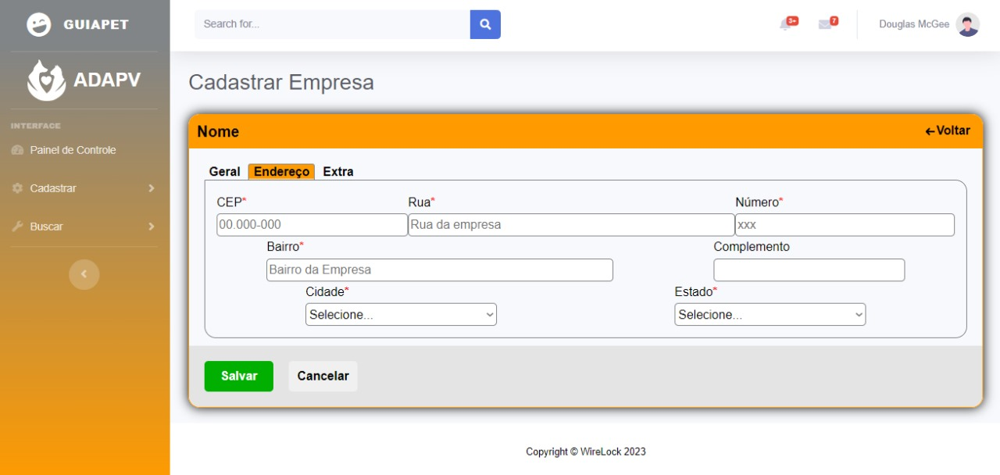 GUIAPET
Search for...
3+
7
Douglas McGee
ADAPV
Cadastrar Empresa
INTERFACE
Painel de Controle
Cadastrar
Buscar
Nome
Voltar
Geral Endereço Extra
CEP* Rua* Número*
00.000-000 Rua da empresa xxx
Bairro* Complemento
Bairro da Empresa
Cidade* Estado*
Selecione... Selecione...
Salvar Cancelar
Copyright © WireLock 2023